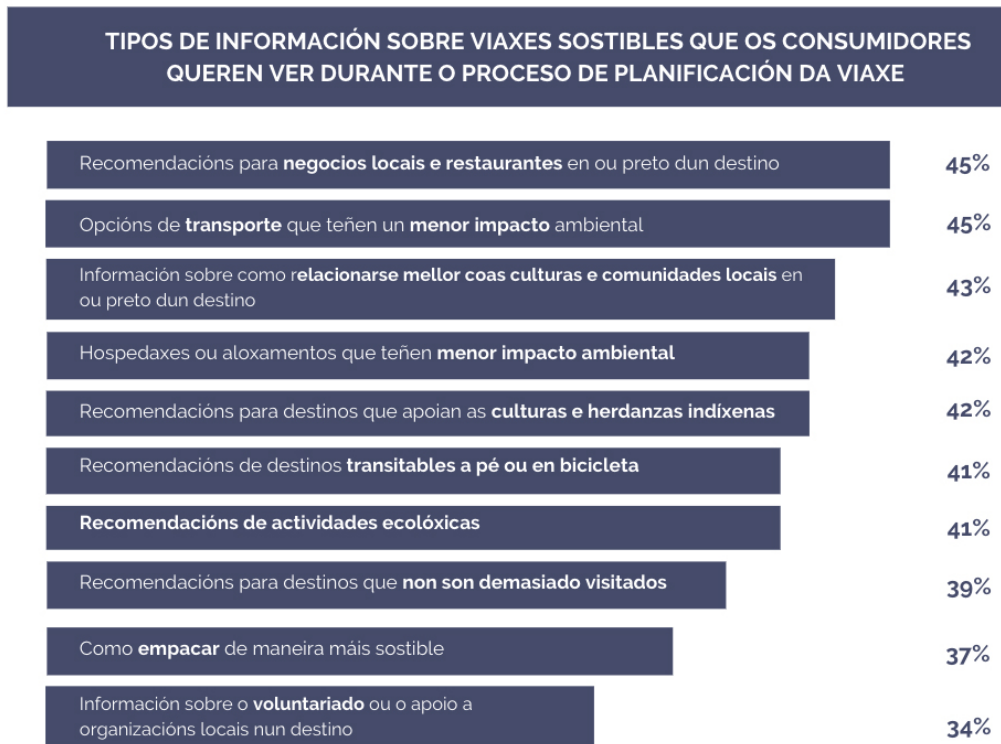 TIPOS DE INFORMACIÓN SOBRE VIAXES SOSTIBLES QUE OS CONSUMIDORES
QUEREN VER DURANTE O PROCESO DE PLANIFICACIÓN DA VIAXE
Recomendacións para negocios locais e restaurantes en ou preto dun destino 45%
Opcións de transporte que teñen un menor impacto ambiental 45%
Información sobre como relacionarse mellor coas culturas e comunidades locais en
ou preto dun destino 43%
Hospedaxes ou aloxamentos que teñen menor impacto ambiental 42%
Recomendacións para destinos que apoian as culturas e herdanzas indíxenas 42%
Recomendacións de destinos transitables a pé ou en bicicleta 41%
Recomendacións de actividades ecolóxicas 41%
Recomendacións para destinos que non son demasiado visitados 39%
Como empacar de maneira máis sostible 37%
Información sobre o voluntariado ou o apoio a
organizacións locais nun destino 34%